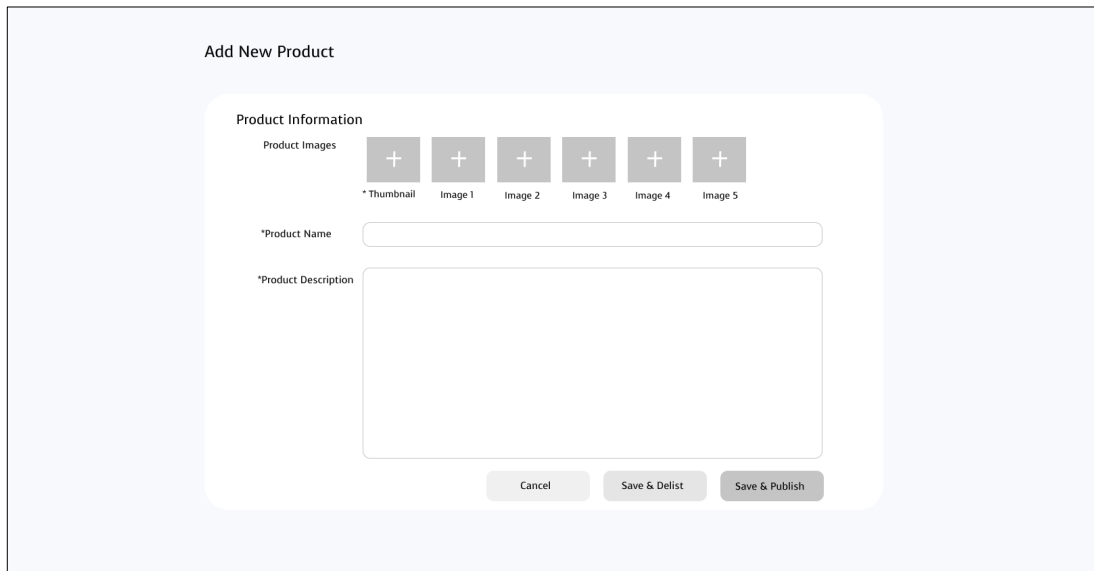 Add New Product
Product Information
Product Images
* Thumbnail
Image 1
Image 2
Image 3
Image 4
Image 5
*Product Name
*Product Description
Cancel
Save & Delist
Save & Publish